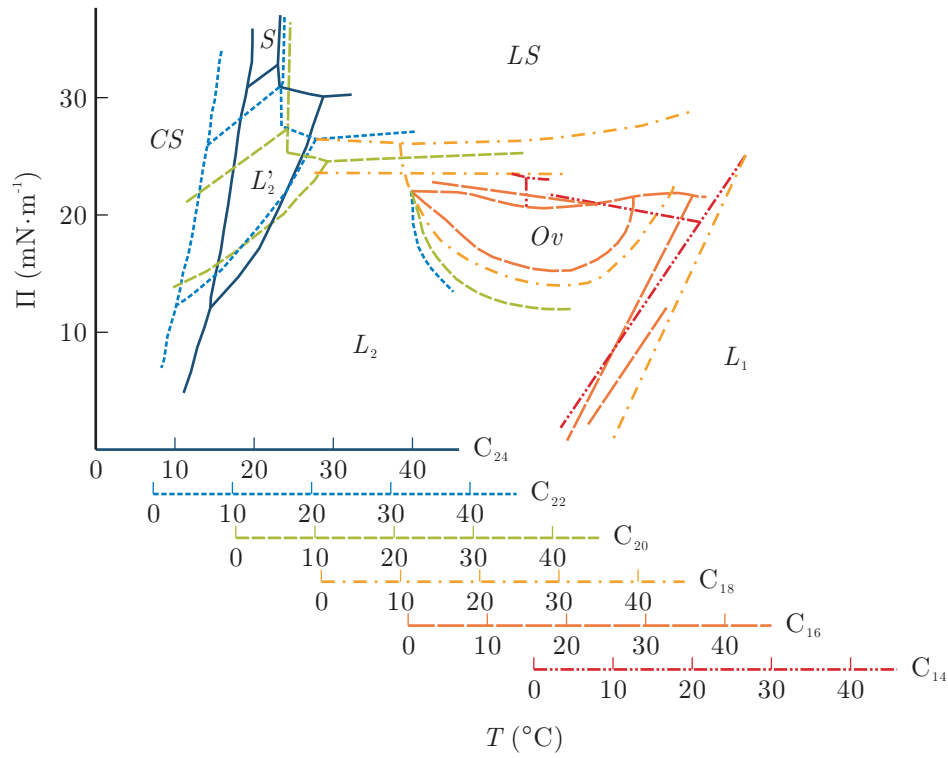 S
LS
30
CS
L'₂
20
Ov
Π (mN·m⁻¹)
10
L₂
L₁
C₂₄
0 10 20 30 40
C₂₂
0 10 20 30 40
C₂₀
0 10 20 30 40
C₁₈
0 10 20 30 40
C₁₆
0 10 20 30 40
C₁₄
0 10 20 30 40
T (°C)